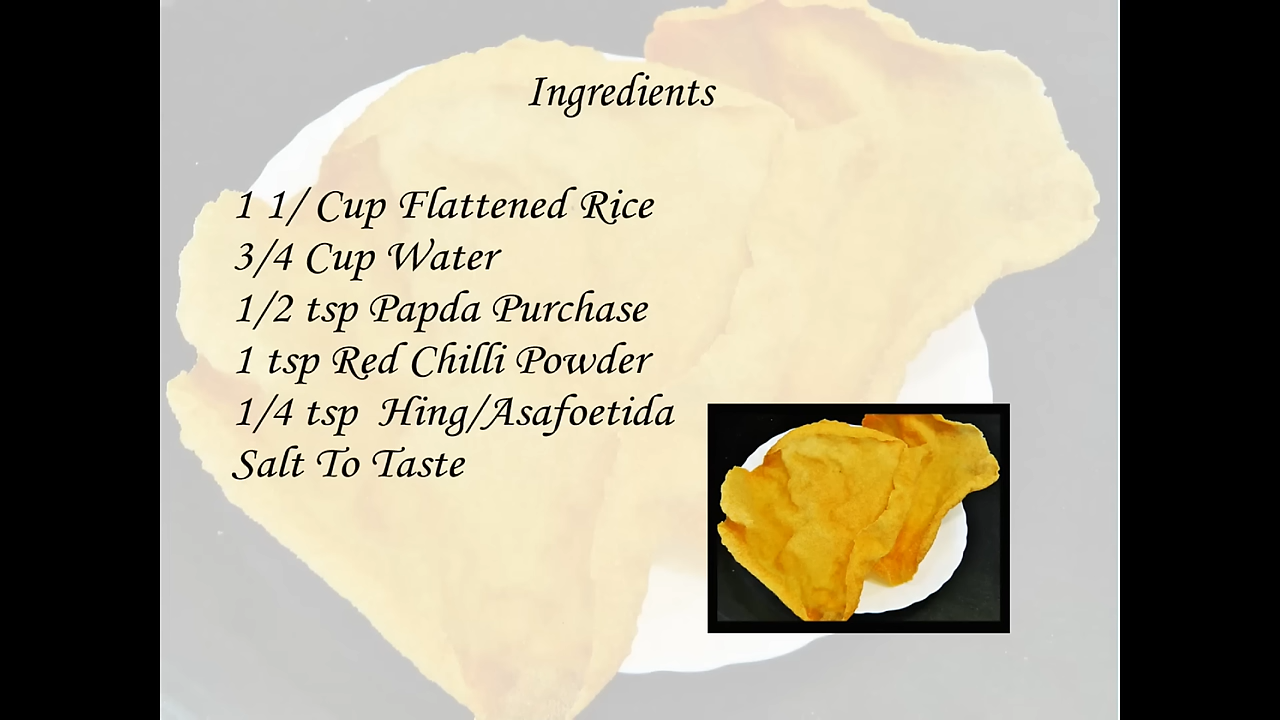 Ingredients
1 1/ Cup Flattened Rice
3/4 Cup Water
1/2 tsp Papda Purchase
1 tsp Red Chilli Powder
1/4 tsp  Hing/Asafoetida
Salt To Taste